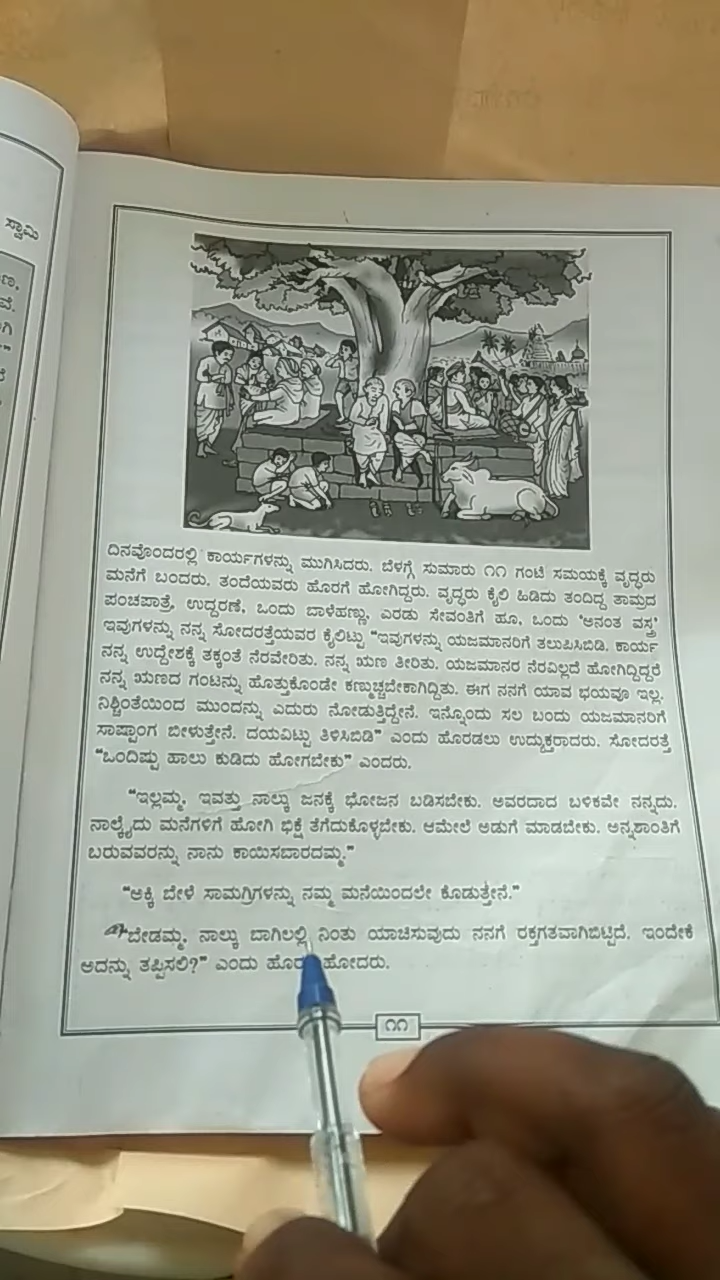 ಸ್ವಾಮಿ
ದಿನವೊಂದರಲ್ಲಿ ಕಾರ್ಯಗಳನ್ನು ಮುಗಿಸಿದರು. ಬೆಳಗ್ಗೆ ಸುಮಾರು ೧೧ ಗಂಟೆ ಸಮಯಕ್ಕೆ ವೃದ್ಧರು
ಮನೆಗೆ ಬಂದರು. ತಂದೆಯವರು ಹೊರಗೆ ಹೋಗಿದ್ದರು. ವೃದ್ಧರು ಕೈಲಿ ಹಿಡಿದು ತಂದಿದ್ದ ತಾಮ್ರದ
ಪಂಚಪಾತ್ರೆ, ಉದ್ಧರಣೆ, ಒಂದು ಬಾಳೆಹಣ್ಣು, ಎರಡು ಸೇವಂತಿಗೆ ಹೂ, ಒಂದು 'ಅನಂತ ವಸ್ತ್ರ'
ಇವುಗಳನ್ನು ನನ್ನ ಸೋದರತ್ತೆಯವರ ಕೈಲಿಟ್ಟು "ಇವುಗಳನ್ನು ಯಜಮಾನರಿಗೆ ತಲುಪಿಸಿಬಿಡಿ. ಕಾರ್ಯ
ನನ್ನ ಉದ್ದೇಶಕ್ಕೆ ತಕ್ಕಂತೆ ನೆರವೇರಿತು. ನನ್ನ ಋಣ ತೀರಿತು. ಯಜಮಾನರ ನೆರವಿಲ್ಲದೆ ಹೋಗಿದ್ದಿದ್ದರೆ
ನನ್ನ ಋಣದ ಗಂಟನ್ನು ಹೊತ್ತುಕೊಂಡೇ ಕಣ್ಮುಚ್ಚಬೇಕಾಗಿದ್ದಿತು. ಈಗ ನನಗೆ ಯಾವ ಭಯವೂ ಇಲ್ಲ.
ನಿಶ್ಚಿಂತೆಯಿಂದ ಮುಂದನ್ನು ಎದುರು ನೋಡುತ್ತಿದ್ದೇನೆ. ಇನ್ನೊಂದು ಸಲ ಬಂದು ಯಜಮಾನರಿಗೆ
ಸಾಷ್ಟಾಂಗ ಬೀಳುತ್ತೇನೆ. ದಯವಿಟ್ಟು ತಿಳಿಸಿಬಿಡಿ" ಎಂದು ಹೊರಡಲು ಉದ್ಯುಕ್ತರಾದರು. ಸೋದರತ್ತೆ
"ಒಂದಿಷ್ಟು ಹಾಲು ಕುಡಿದು ಹೋಗಬೇಕು" ಎಂದರು.
"ಇಲ್ಲಮ್ಮ, ಇವತ್ತು ನಾಲ್ಕು ಜನಕ್ಕೆ ಭೋಜನ ಬಡಿಸಬೇಕು. ಅವರದಾದ ಬಳಿಕವೇ ನನ್ನದು.
ನಾಲ್ಕೈದು ಮನೆಗಳಿಗೆ ಹೋಗಿ ಭಿಕ್ಷೆ ತೆಗೆದುಕೊಳ್ಳಬೇಕು. ಆಮೇಲೆ ಅಡುಗೆ ಮಾಡಬೇಕು. ಅನ್ನಶಾಂತಿಗೆ
ಬರುವವರನ್ನು ನಾನು ಕಾಯಿಸಬಾರದಮ್ಮ."
"ಅಕ್ಕಿ ಬೇಳೆ ಸಾಮಗ್ರಿಗಳನ್ನು ನಮ್ಮ ಮನೆಯಿಂದಲೇ ಕೊಡುತ್ತೇನೆ."
"ಬೇಡಮ್ಮ, ನಾಲ್ಕು ಬಾಗಿಲಲ್ಲಿ ನಿಂತು ಯಾಚಿಸುವುದು ನನಗೆ ರಕ್ತಗತವಾಗಿಬಿಟ್ಟಿದೆ. ಇಂದೇಕೆ
ಅದನ್ನು ತಪ್ಪಿಸಲಿ?" ಎಂದು ಹೋದರು.
೧೧